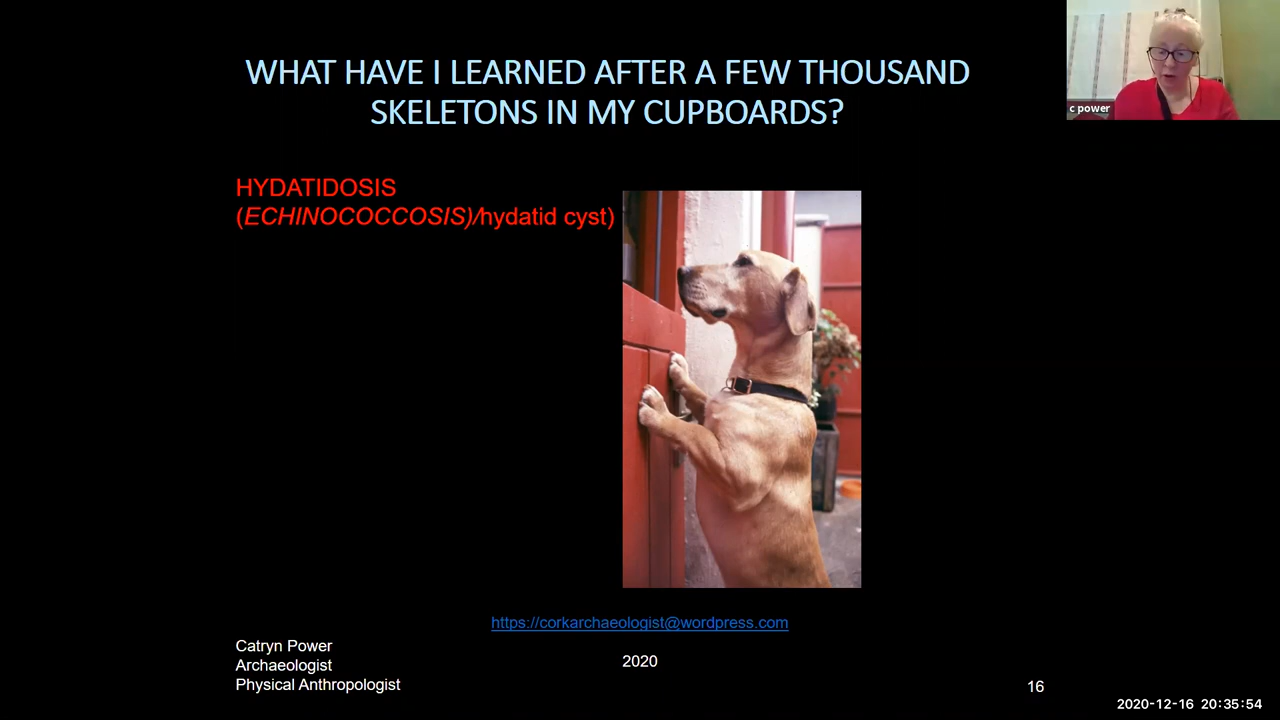 WHAT HAVE I LEARNED AFTER A FEW THOUSAND
SKELETONS IN MY CUPBOARDS?
c power
HYDATIDOSIS
(ECHINOCOCCOSIS)/hydatid cyst)
https://corkarchaeologist@wordpress.com
Catryn Power
Archaeologist
Physical Anthropologist
2020
16
2020-12-16 20:35:54